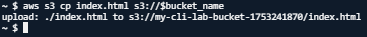 ~ $ aws s3 cp index.html s3://$bucket_name
upload: ./index.html to s3://my-cli-lab-bucket-1753241870/index.html
~ $